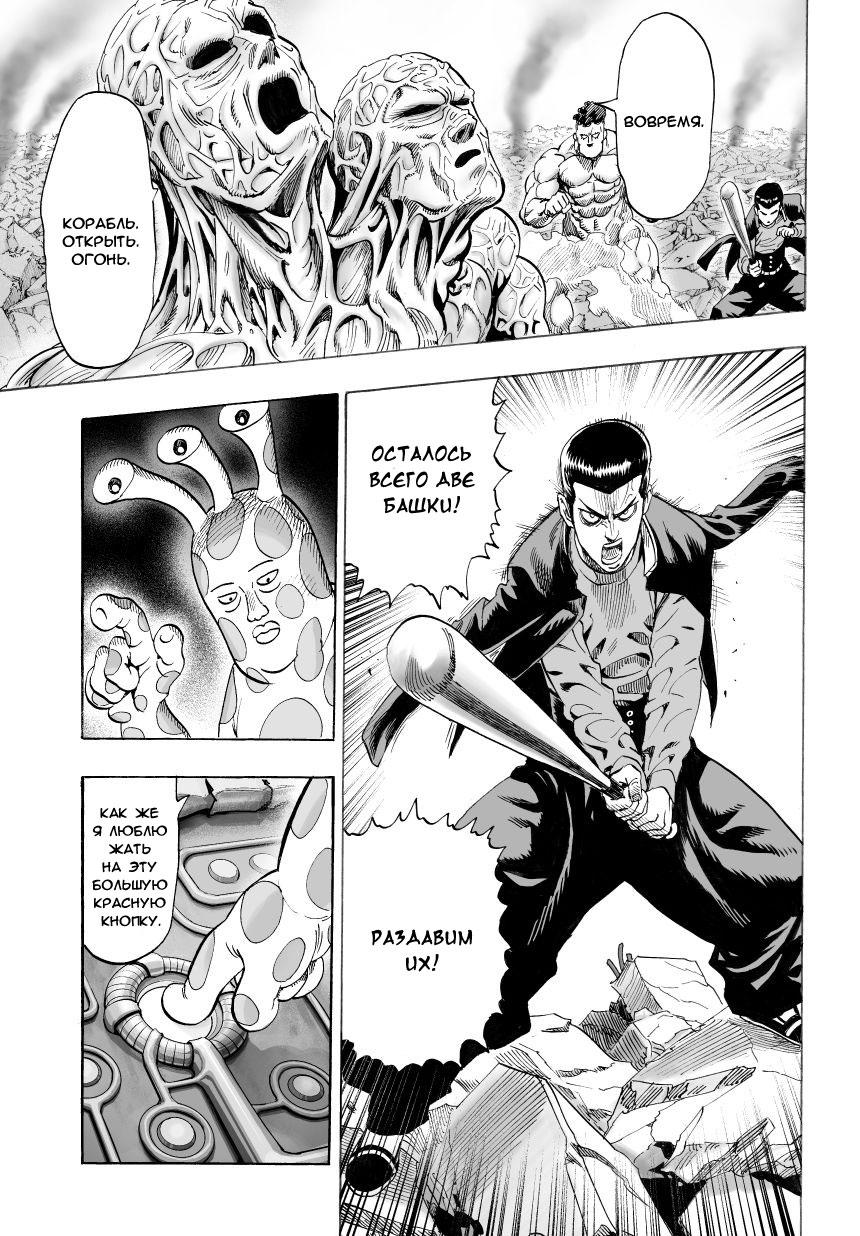 ВОВРЕМЯ.
КОРАБЛЬ.
ОТКРЫТЬ.
ОГОНЬ.
ОСТАЛОСЬ
ВСЕГО ДВЕ
БАШКИ!
РАЗДАВИМ
ИХ!
КАК ЖЕ
Я ЛЮБЛЮ
ЖАТЬ
НА ЭТУ
БОЛЬШУЮ
КРАСНУЮ
КНОПКУ.